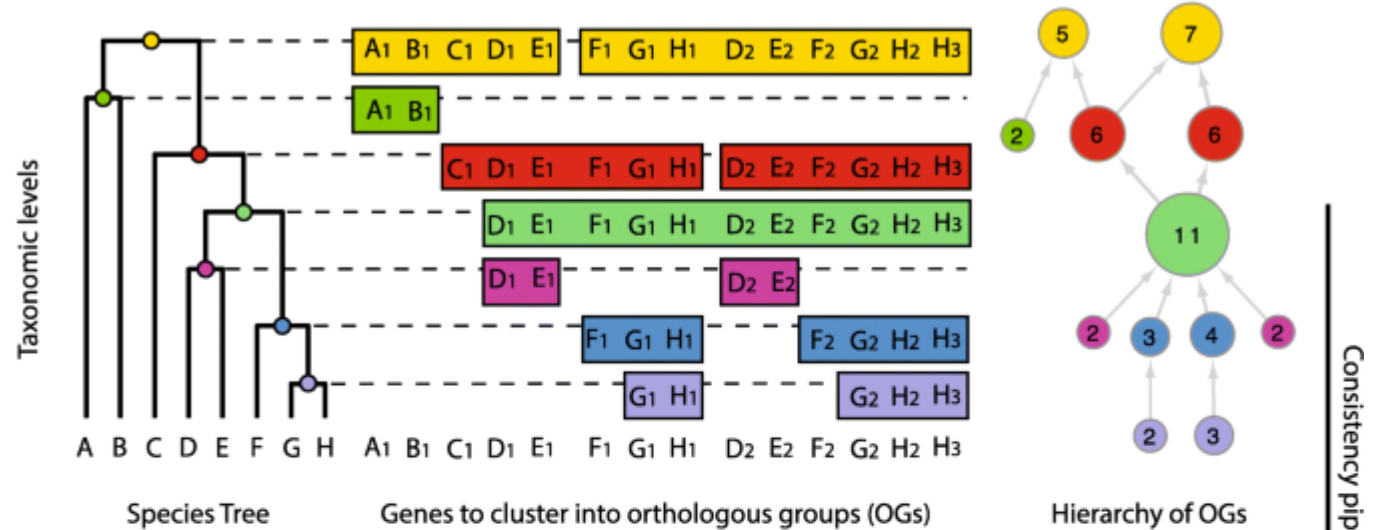 Taxonomic levels
A1 B1 C1 D1 E1 F1 G1 H1 D2 E2 F2 G2 H2 H3
A1 B1
C1 D1 E1 F1 G1 H1 D2 E2 F2 G2 H2 H3
D1 E1 F1 G1 H1 D2 E2 F2 G2 H2 H3
D1 E1 D2 E2
F1 G1 H1 F2 G2 H2 H3
G1 H1 G2 H2 H3
A B C D E F G H A1 B1 C1 D1 E1 F1 G1 H1 D2 E2 F2 G2 H2 H3
Species Tree
Genes to cluster into orthologous groups (OGs)
5 7
2 6 6
11
2 3 4 2
2 3
Hierarchy of OGs
Consistency pip